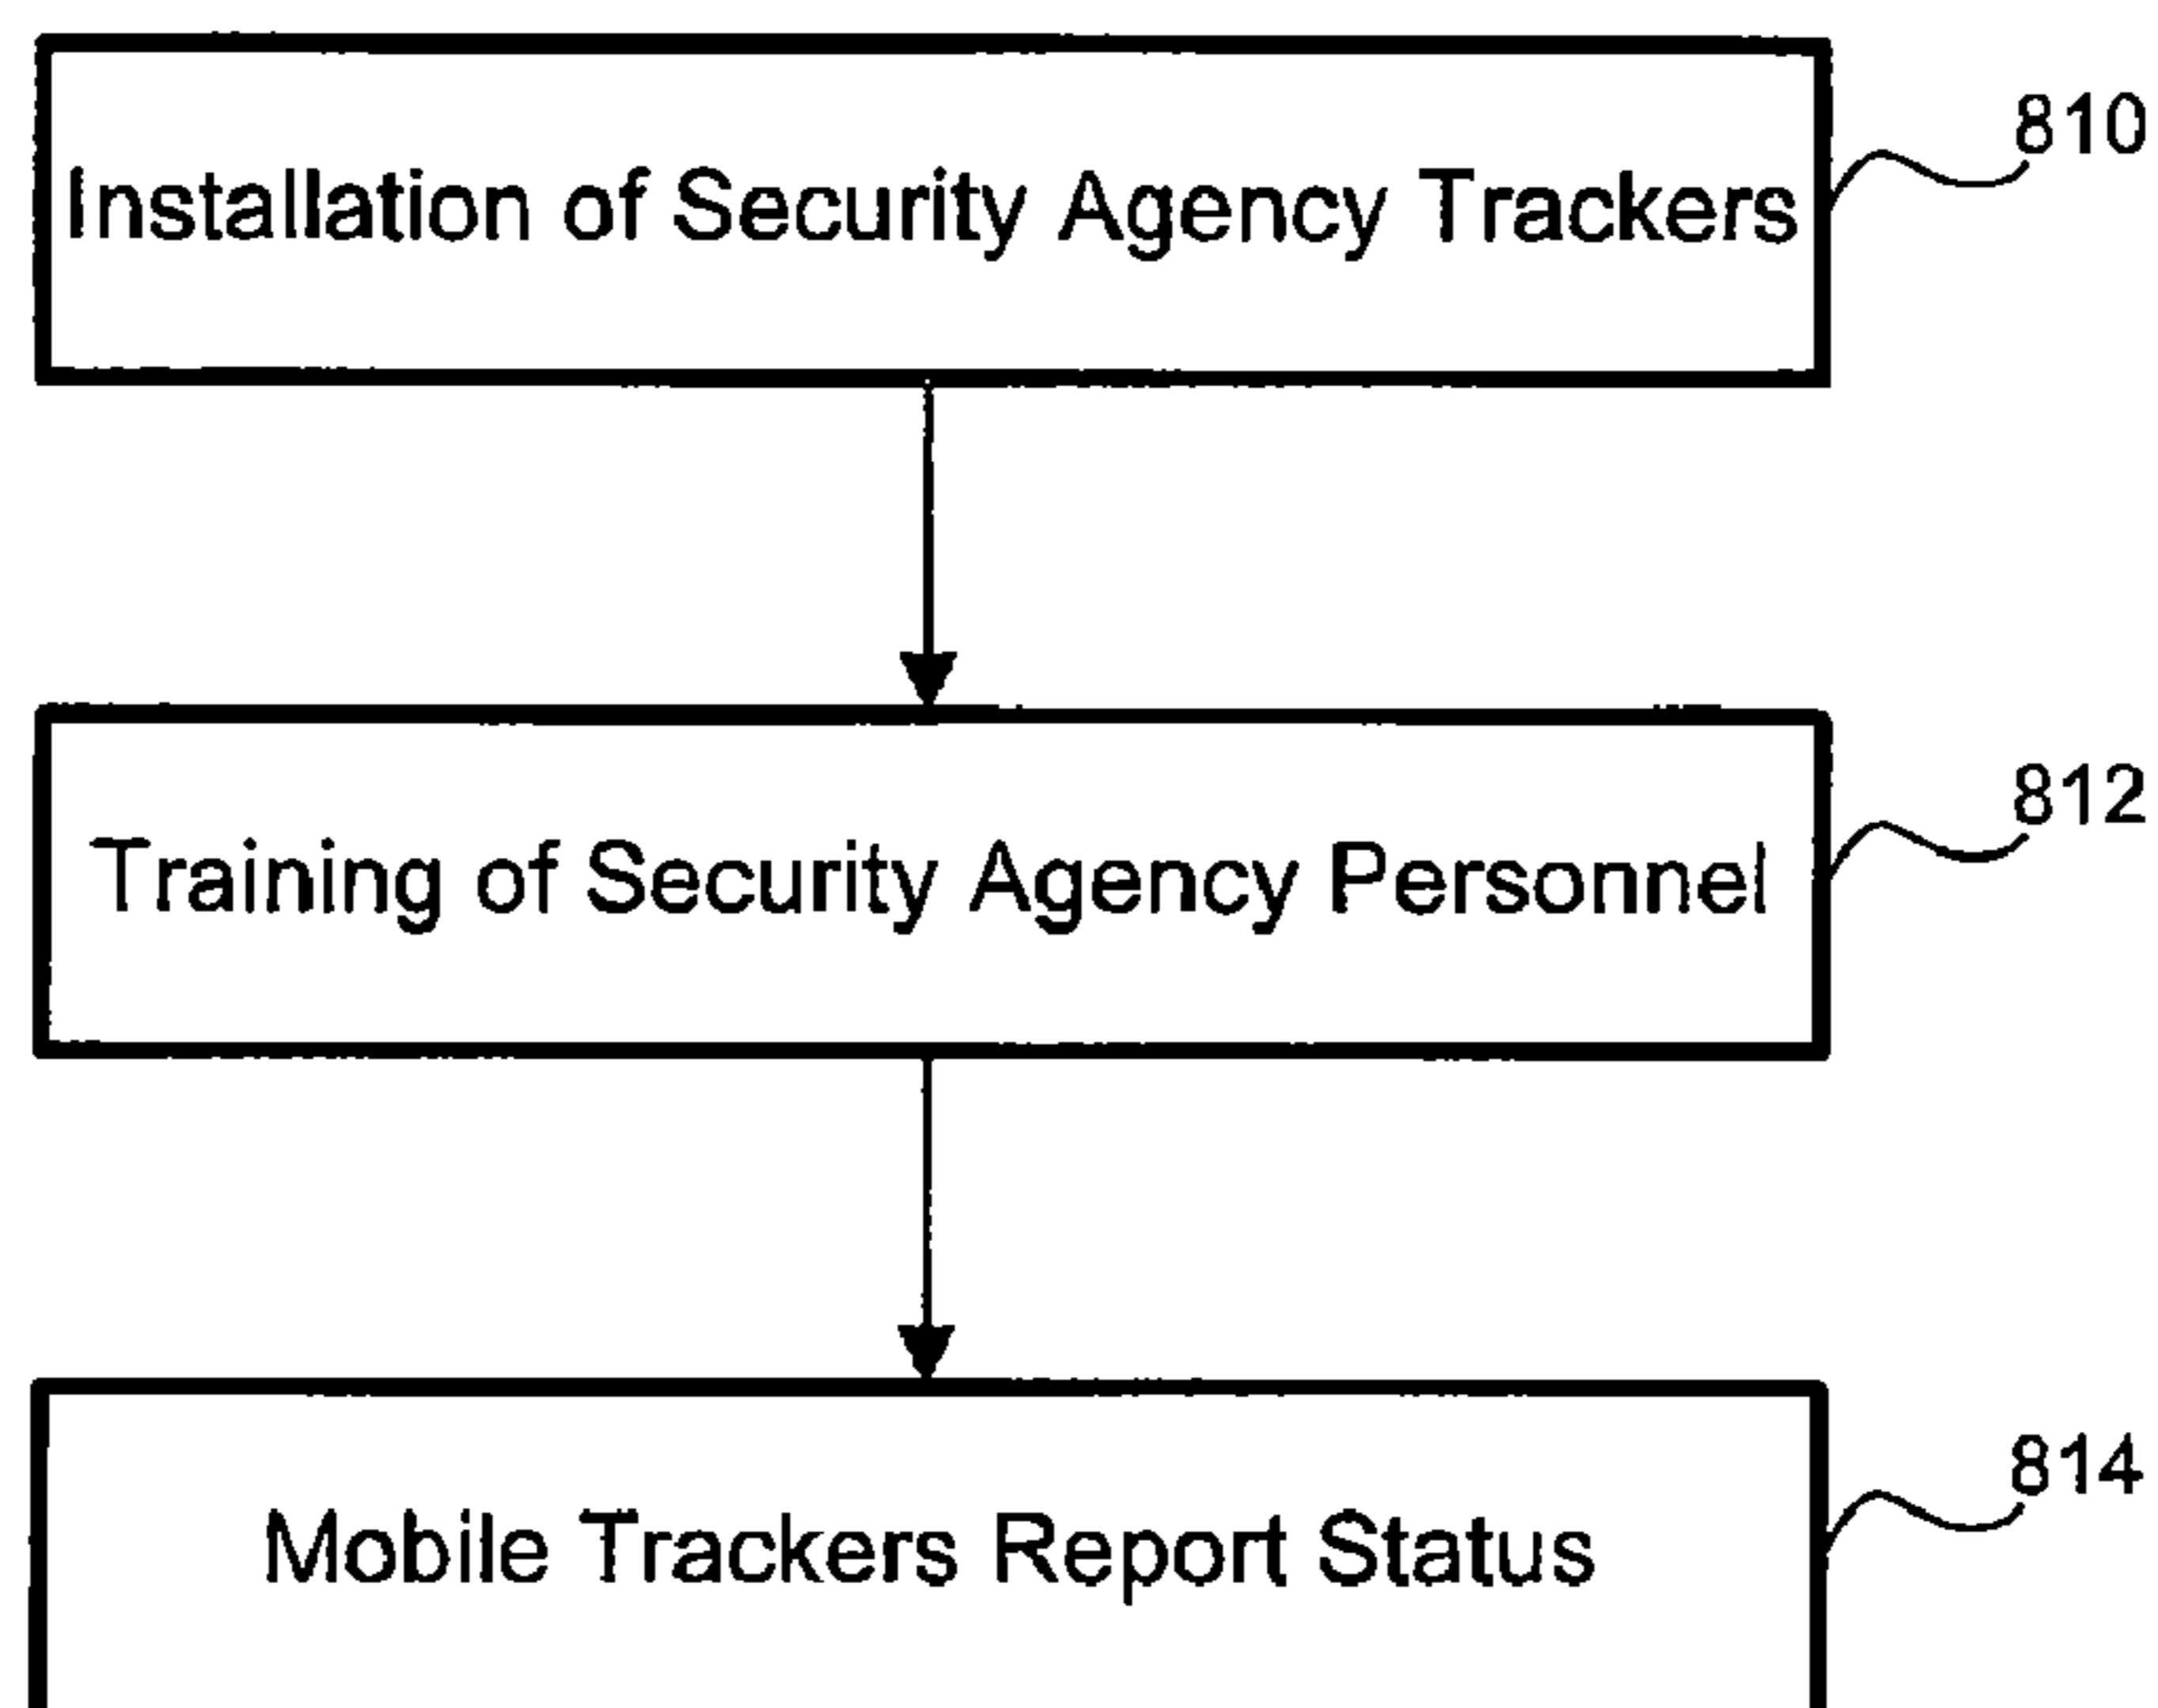 810
Installation of Security Agency Trackers
812
Training of Security Agency Personnel
814
Mobile Trackers Report Status